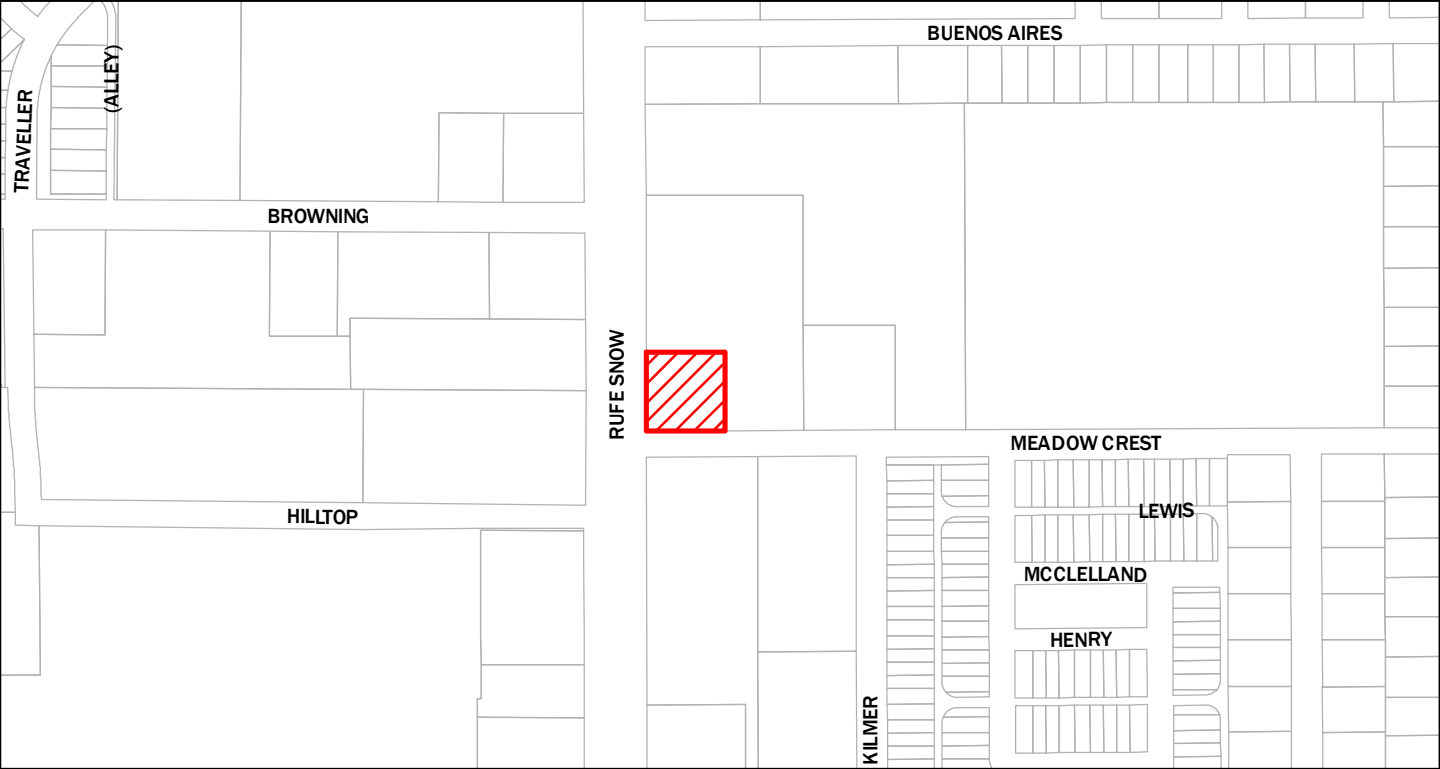 BUENOS AIRES
(ALLEY)
TRAVELLER
BROWNING
RUFE SNOW
MEADOW CREST
LEWIS
HILLTOP
MCCLELLAND
HENRY
KILMER